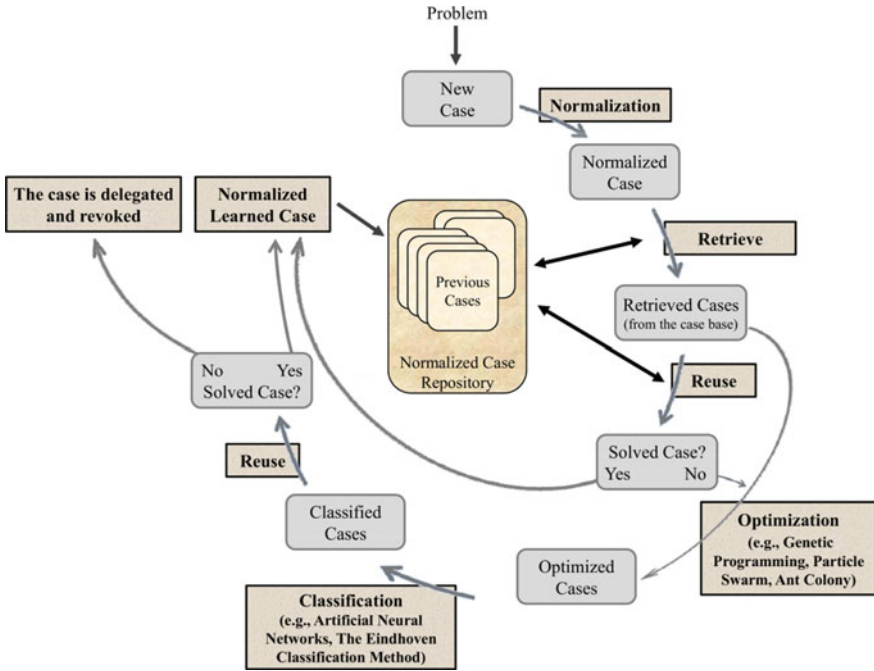 Problem
New
Case
Normalization
Normalized
Case
The case is delegated
and revoked
Normalized
Learned Case
Previous
Cases
Normalized Case
Repository
Retrieve
Retrieved Cases
(from the case base)
Reuse
No Yes
Solved Case?
Solved Case?
Yes No
Reuse
Classified
Cases
Optimization
(e.g., Genetic
Programming, Particle
Swarm, Ant Colony)
Optimized
Cases
Classification
(e.g., Artificial Neural
Networks, The Eindhoven
Classification Method)